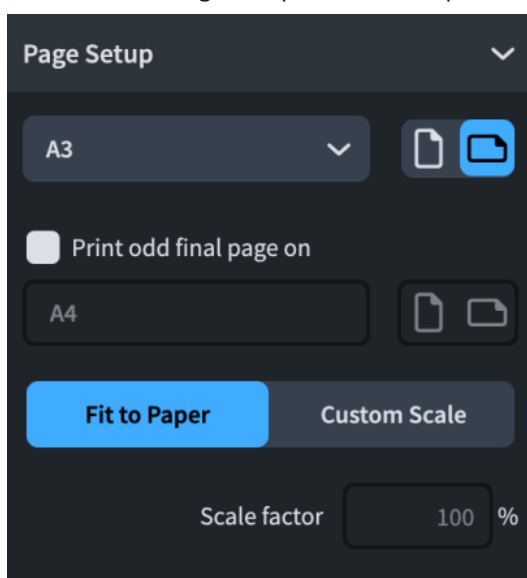 Page Setup
A3
Print odd final page on
A4
Fit to Paper Custom Scale
Scale factor 100 %